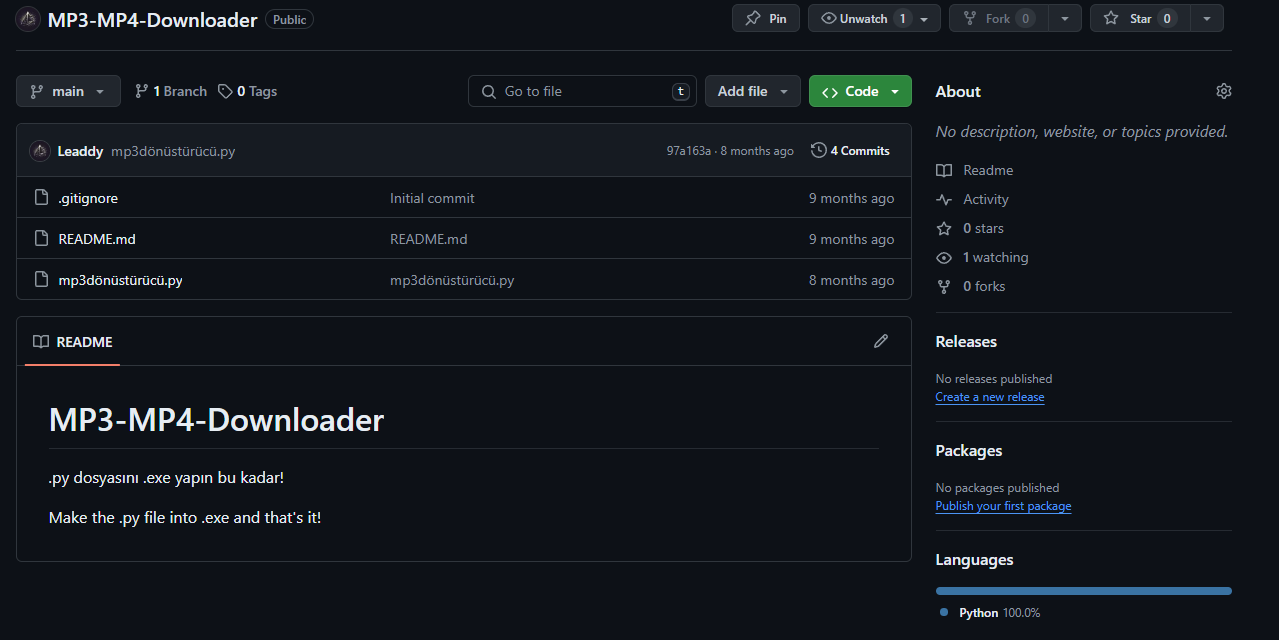 MP3-MP4-Downloader Public
Pin
Unwatch 1
Fork 0
Star 0
main
1 Branch
0 Tags
Go to file t
Add file
Code
Leaddy mp3dönüstürücü.py
97a163a · 8 months ago
4 Commits
.gitignore Initial commit 9 months ago
README.md README.md 9 months ago
mp3dönüstürücü.py mp3dönüstürücü.py 8 months ago
README
MP3-MP4-Downloader
.py dosyasını .exe yapın bu kadar!
Make the .py file into .exe and that's it!
About
No description, website, or topics provided.
Readme
Activity
0 stars
1 watching
0 forks
Releases
No releases published
Create a new release
Packages
No packages published
Publish your first package
Languages
Python 100.0%